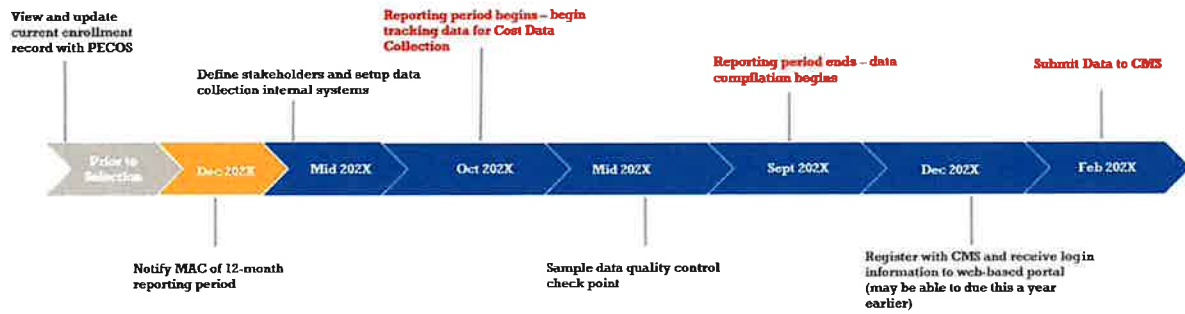 View and update
current enrollment
record with PECOS
Define stakeholders and setup data
collection internal systems
Reporting period begins – begin
tracking data for Cost Data
Collection
Reporting period ends – data
compilation begins
Submit Data to CMS
Prior to
Selection
Dec 202X
Mid 202X
Oct 202X
Mid 202X
Sept 202X
Dec 202X
Feb 202X
Notify MAC of 12-month
reporting period
Sample data quality control
check point
Register with CMS and receive login
information to web-based portal
(may be able to due this a year
earlier)